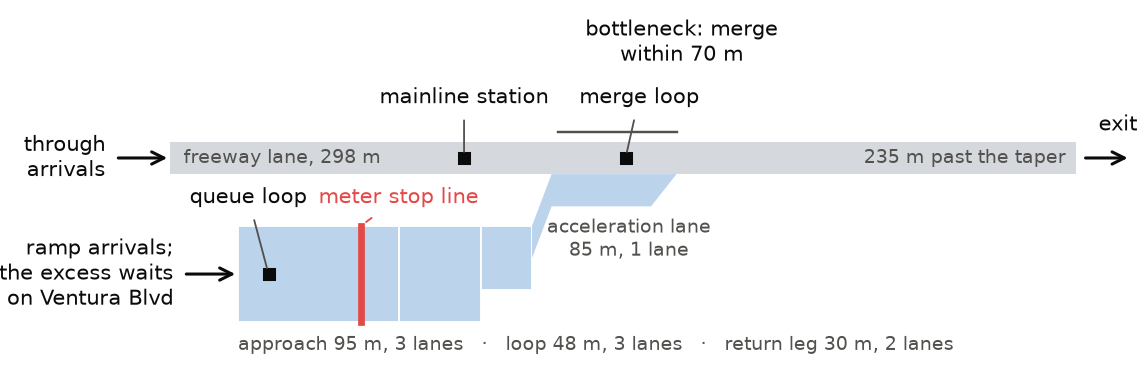 bottleneck: merge
within 70 m
mainline station
merge loop
exit
through
arrivals
freeway lane, 298 m
235 m past the taper
queue loop
meter stop line
ramp arrivals;
the excess waits
on Ventura Blvd
acceleration lane
85 m, 1 lane
approach 95 m, 3 lanes · loop 48 m, 3 lanes · return leg 30 m, 2 lanes